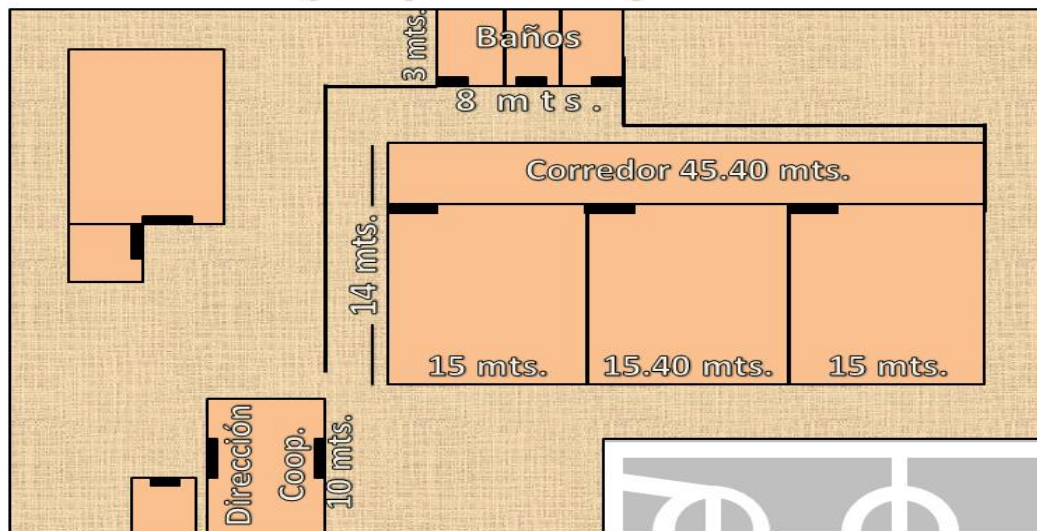 3 mts.
Baños
8 mts.
Corredor 45.40 mts.
14 mts.
15 mts.
15.40 mts.
15 mts.
Dirección
Coop.
10 mts.